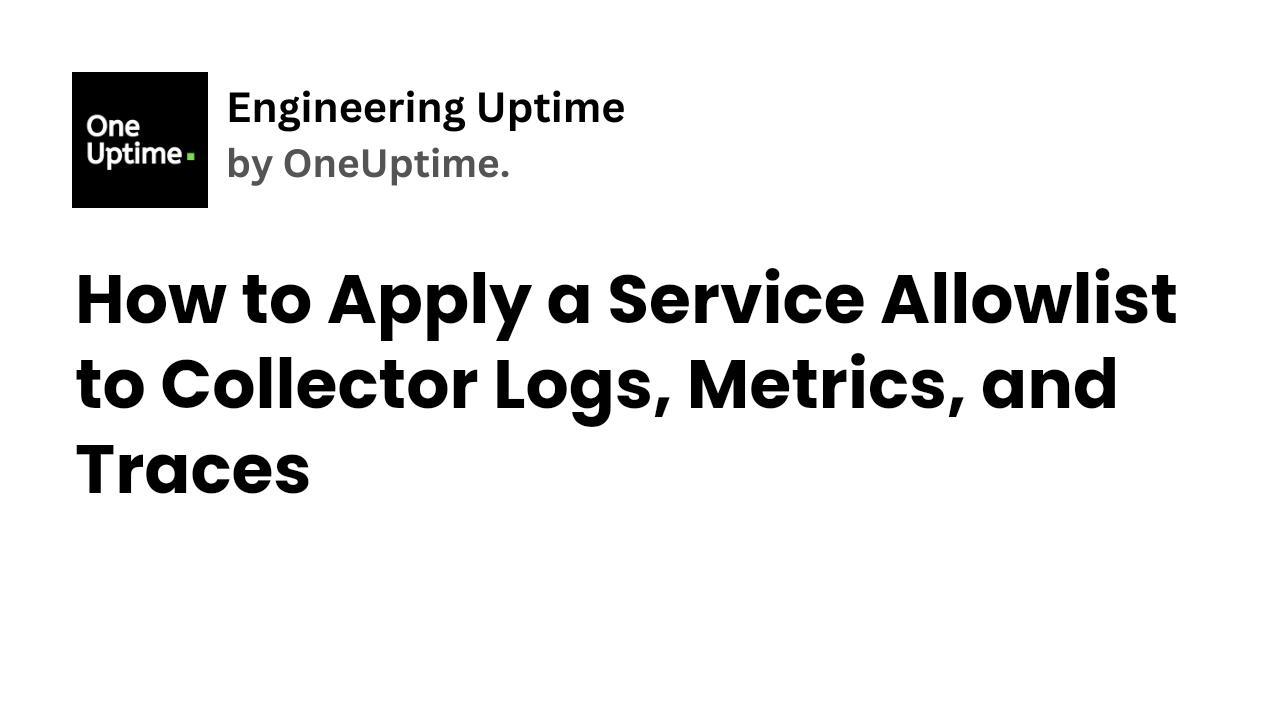 One
Uptime.
Engineering Uptime
by OneUptime.
How to Apply a Service Allowlist
to Collector Logs, Metrics, and
Traces